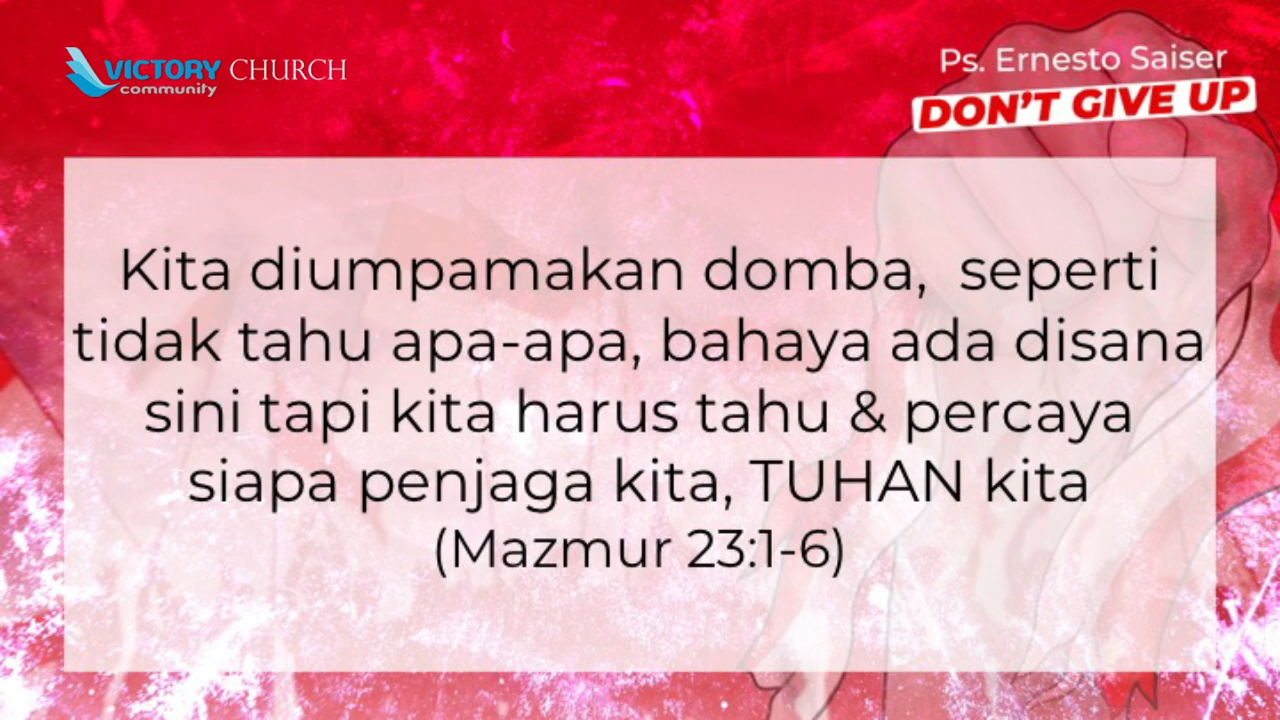 VICTORY CHURCH
community
Ps. Ernesto Saiser
DON'T GIVE UP
Kita diumpamakan domba,  seperti
tidak tahu apa-apa, bahaya ada disana
sini tapi kita harus tahu & percaya
siapa penjaga kita, TUHAN kita
(Mazmur 23:1-6)